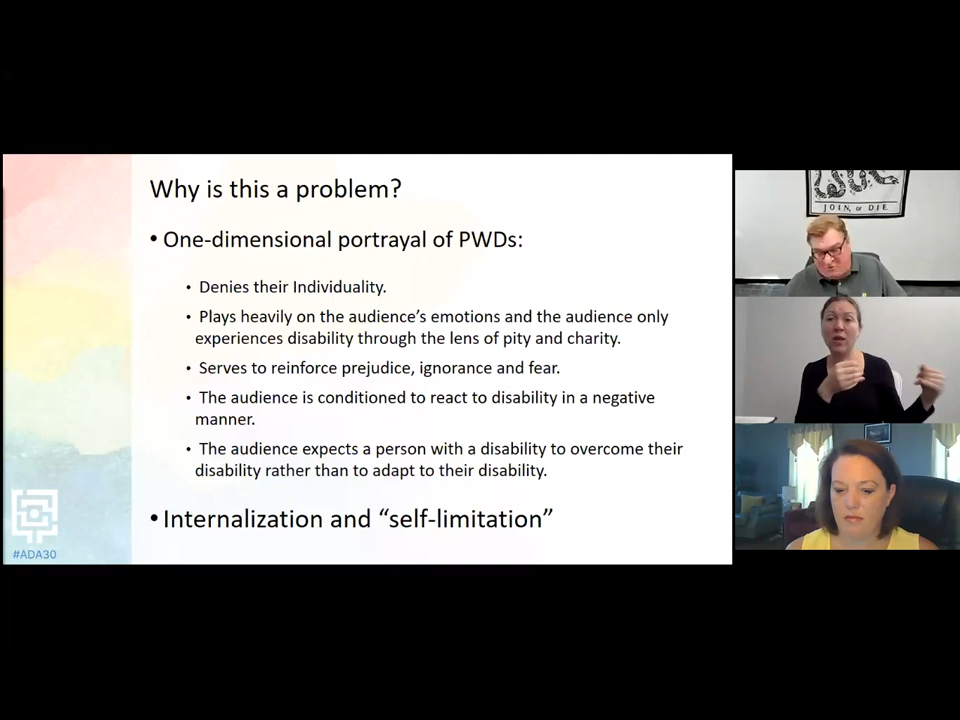 Why is this a problem?
• One-dimensional portrayal of PWDs:
• Denies their Individuality.
• Plays heavily on the audience’s emotions and the audience only
experiences disability through the lens of pity and charity.
• Serves to reinforce prejudice, ignorance and fear.
• The audience is conditioned to react to disability in a negative
manner.
• The audience expects a person with a disability to overcome their
disability rather than to adapt to their disability.
• Internalization and “self-limitation”
#ADA30
JOIN, or DIE